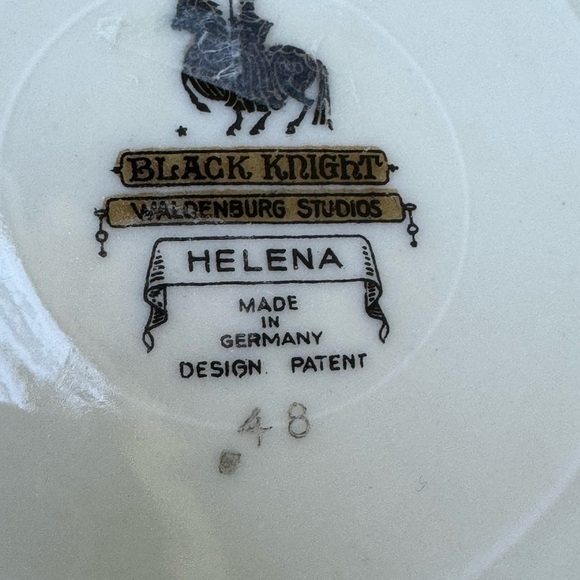 BLACK KNIGHT
WALDENBURG STUDIOS
HELENA
MADE
IN
GERMANY
DESIGN. PATENT
48